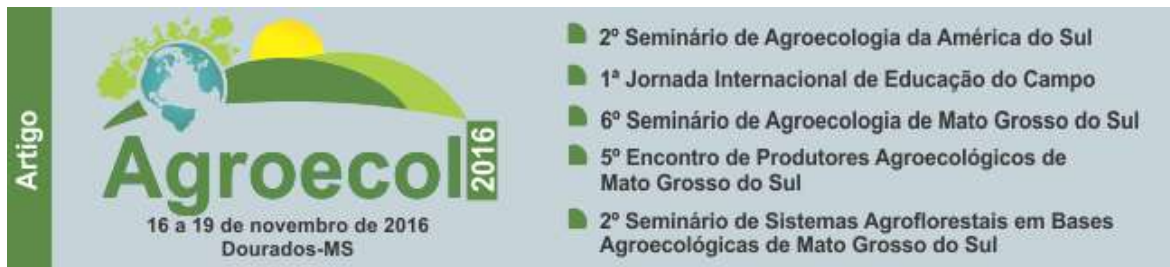 Artigo
Agroecol
2016
16 a 19 de novembro de 2016
Dourados-MS
2º Seminário de Agroecologia da América do Sul
1ª Jornada Internacional de Educação do Campo
6º Seminário de Agroecologia de Mato Grosso do Sul
5º Encontro de Produtores Agroecológicos de
Mato Grosso do Sul
2º Seminário de Sistemas Agroflorestais em Bases
Agroecológicas de Mato Grosso do Sul